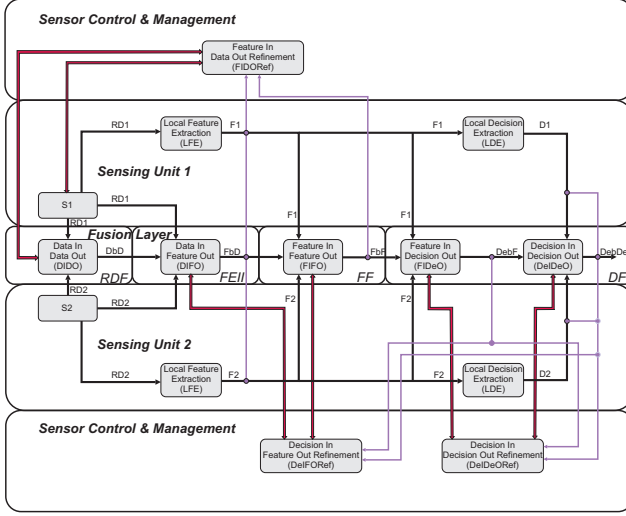 Sensor Control & Management
Feature In
Data Out Refinement
(FIDORef)
RD1
Local Feature
Extraction
(LFE)
F1
F1
Local Decision
Extraction
(LDE)
D1
Sensing Unit 1
S1
RD1
RD1
F1
F1
Fusion Layer
Data In
Data Out
(DIDO)
DbD
RDF
Data In
Feature Out
(DIFO)
FbD
FEII
Feature In
Feature Out
(FIFO)
FbF
FF
Feature In
Decision Out
(FIDeO)
DebF
Decision In
Decision Out
(DeIDeO)
DebDe
DF
RD2
S2
RD2
F2
F2
Sensing Unit 2
RD2
Local Feature
Extraction
(LFE)
F2
F2
Local Decision
Extraction
(LDE)
D2
Sensor Control & Management
Decision In
Feature Out Refinement
(DeIFORef)
Decision In
Decision Out Refinement
(DeIDeORef)